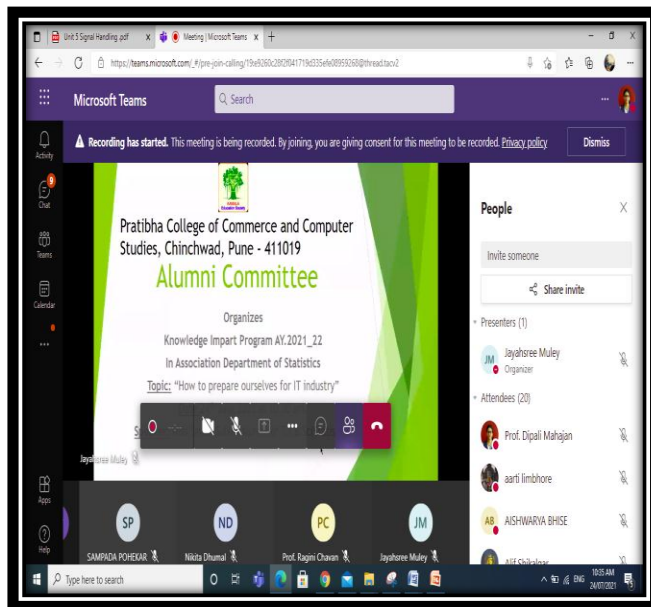 Unit 5 Signal Handling .pdf
Meeting | Microsoft Teams
https://teams.microsoft.com/_#/pre-join-calling/
Microsoft Teams
Search
Recording has started. This meeting is being recorded. By joining, you are giving consent for this meeting to be recorded. Privacy policy
Dismiss
Activity
9
Chat
Teams
Calendar
Apps
Help
Pratibha College of Commerce and Computer
Studies, Chinchwad, Pune - 411019
Alumni Committee
Organizes
Knowledge Impart Program AY.2021_22
In Association Department of Statistics
Topic: “How to prepare ourselves for IT industry”
--:--
Jayahsree Muley
SP
SAMPADA POHEKAR
ND
Nikita Dhumal
PC
Prof. Ragini Chavan
JM
Jayahsree Muley
People
Invite someone
Share invite
Presenters (1)
JM
Jayahsree Muley
Organizer
Attendees (20)
Prof. Dipali Mahajan
aarti limbhore
AB
AISHWARYA BHISE
Alif Shikalgar
Type here to search
ENG
10:35 AM
24/07/2021